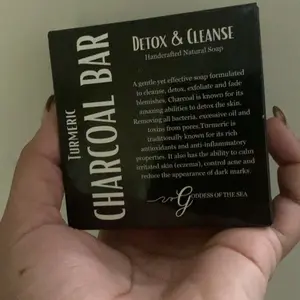 TURMERIC
CHARCOAL BAR
DETOX & CLEANSE
Handcrafted Natural Soap
A gentle yet effective soap formulated
to cleanse, detox, exfoliate and fade
blemishes. Charcoal is known for its
amazing abilities to detox the skin.
Removing all bacteria, excessive oil and
toxins from pores.Turmeric is
traditionally known for its rich
antioxidants and anti-inflammatory
properties. It also has the ability to calm
irritated skin (eczema), control acne and
reduce the appearance of dark marks.
GODDESS OF THE SEA